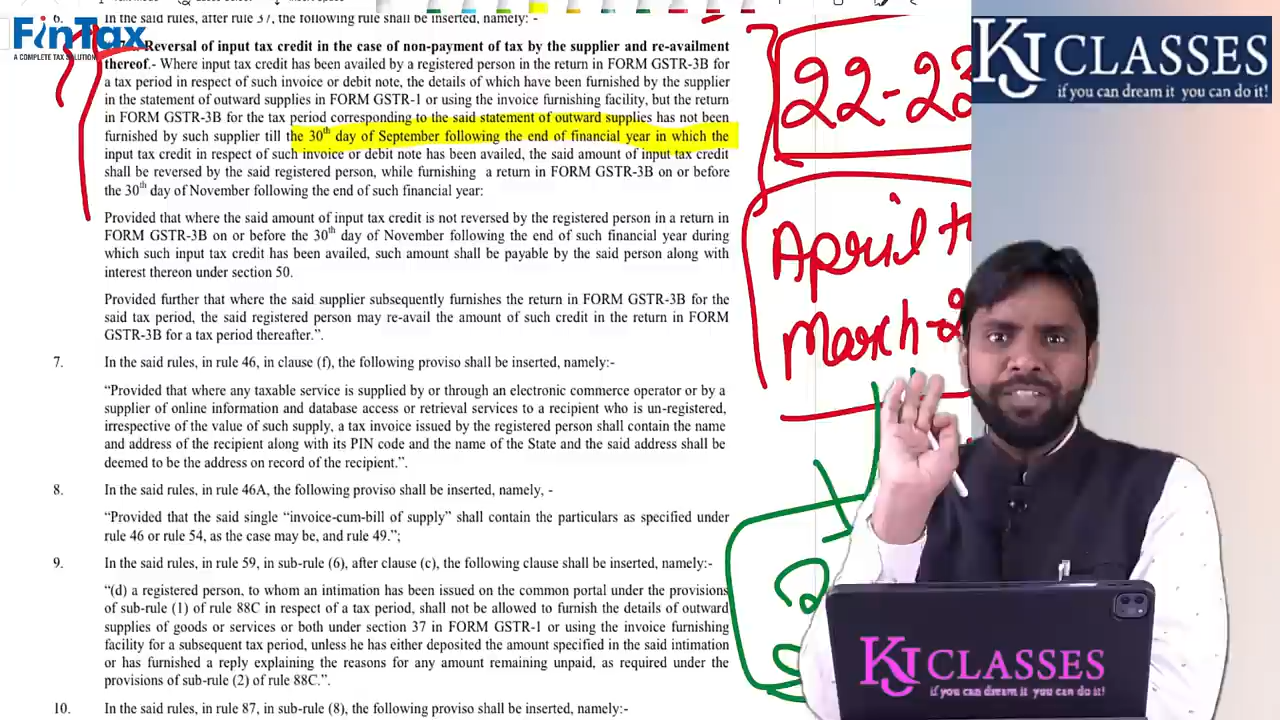 6. In the said rules, after rule 37, the following rule shall be inserted, namely: -
FinTax
A COMPLETE TAX SOLUTION
Reversal of input tax credit in the case of non-payment of tax by the supplier and re-availment
thereof.- Where input tax credit has been availed by a registered person in the return in FORM GSTR-3B for
a tax period in respect of such invoice or debit note, the details of which have been furnished by the supplier
in the statement of outward supplies in FORM GSTR-1 or using the invoice furnishing facility, but the return
in FORM GSTR-3B for the tax period corresponding to the said statement of outward supplies has not been
furnished by such supplier till the 30th day of September following the end of financial year in which the
input tax credit in respect of such invoice or debit note has been availed, the said amount of input tax credit
shall be reversed by the said registered person, while furnishing a return in FORM GSTR-3B on or before
the 30th day of November following the end of such financial year:
Provided that where the said amount of input tax credit is not reversed by the registered person in a return in
FORM GSTR-3B on or before the 30th day of November following the end of such financial year during
which such input tax credit has been availed, such amount shall be payable by the said person along with
interest thereon under section 50.
Provided further that where the said supplier subsequently furnishes the return in FORM GSTR-3B for the
said tax period, the said registered person may re-avail the amount of such credit in the return in FORM
GSTR-3B for a tax period thereafter.”.
7. In the said rules, in rule 46, in clause (f), the following proviso shall be inserted, namely:-
“Provided that where any taxable service is supplied by or through an electronic commerce operator or by a
supplier of online information and database access or retrieval services to a recipient who is un-registered,
irrespective of the value of such supply, a tax invoice issued by the registered person shall contain the name
and address of the recipient along with its PIN code and the name of the State and the said address shall be
deemed to be the address on record of the recipient.”.
8. In the said rules, in rule 46A, the following proviso shall be inserted, namely, -
“Provided that the said single “invoice-cum-bill of supply” shall contain the particulars as specified under
rule 46 or rule 54, as the case may be, and rule 49.”;
9. In the said rules, in rule 59, in sub-rule (6), after clause (c), the following clause shall be inserted, namely:-
“(d) a registered person, to whom an intimation has been issued on the common portal under the provisions
of sub-rule (1) of rule 88C in respect of a tax period, shall not be allowed to furnish the details of outward
supplies of goods or services or both under section 37 in FORM GSTR-1 or using the invoice furnishing
facility for a subsequent tax period, unless he has either deposited the amount specified in the said intimation
or has furnished a reply explaining the reasons for any amount remaining unpaid, as required under the
provisions of sub-rule (2) of rule 88C.”.
10. In the said rules, in rule 87, in sub-rule (8), the following proviso shall be inserted, namely:-
22-23
April t
March-2
KJ CLASSES
if you can dream it you can do it!
KJ CLASSES
if you can dream it you can do it!